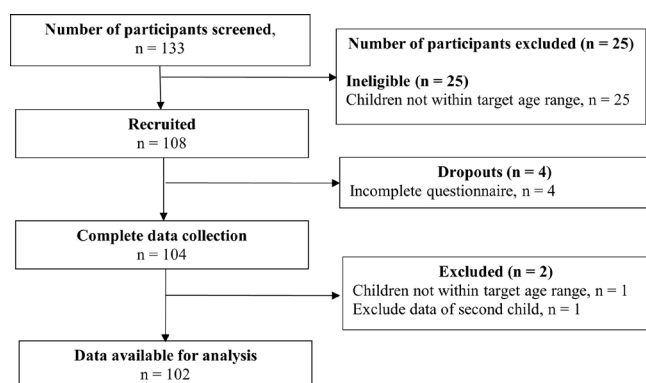 Number of participants screened,
n = 133
Number of participants excluded (n = 25)
Ineligible (n = 25)
Children not within target age range, n = 25
Recruited
n = 108
Dropouts (n = 4)
Incomplete questionnaire, n = 4
Complete data collection
n = 104
Excluded (n = 2)
Children not within target age range, n = 1
Exclude data of second child, n = 1
Data available for analysis
n = 102